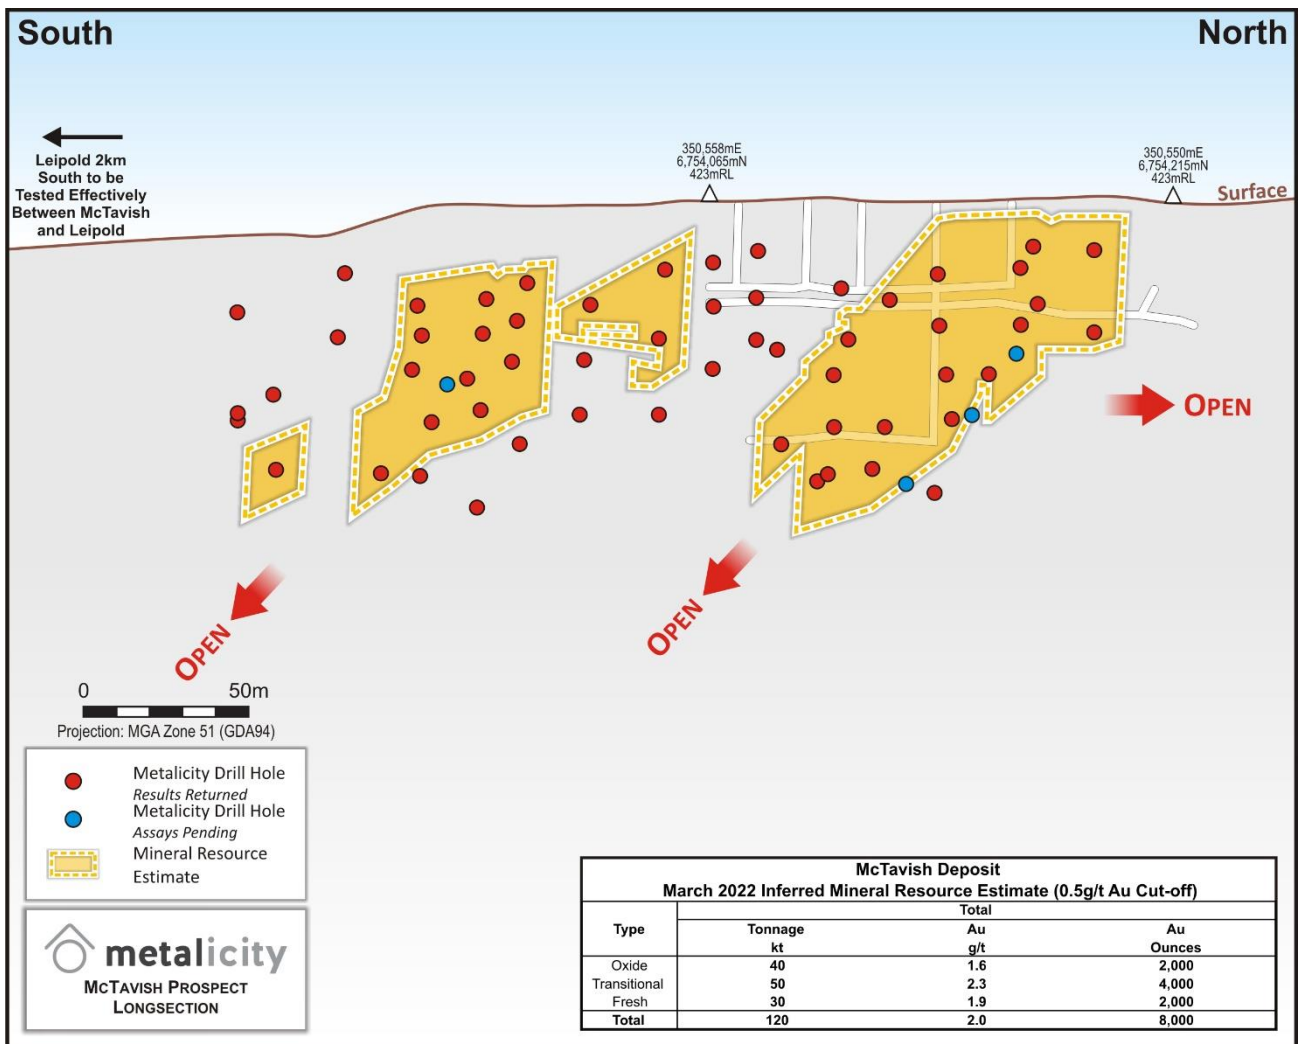 South
North
Leipold 2km
South to be
Tested Effectively
Between McTavish
and Leipold
350,558mE
6,754,065mN
423mRL
350,550mE
6,754,215mN
423mRL
Surface
OPEN
OPEN
OPEN
0 50m
Projection: MGA Zone 51 (GDA94)
Metalicity Drill Hole
Results Returned
Metalicity Drill Hole
Assays Pending
Mineral Resource
Estimate
metalicity
MCTAVISH PROSPECT
LONGSECTION
McTavish Deposit
March 2022 Inferred Mineral Resource Estimate (0.5g/t Au Cut-off)
Total
Type Tonnage Au Au
kt g/t Ounces
Oxide 40 1.6 2,000
Transitional 50 2.3 4,000
Fresh 30 1.9 2,000
Total 120 2.0 8,000